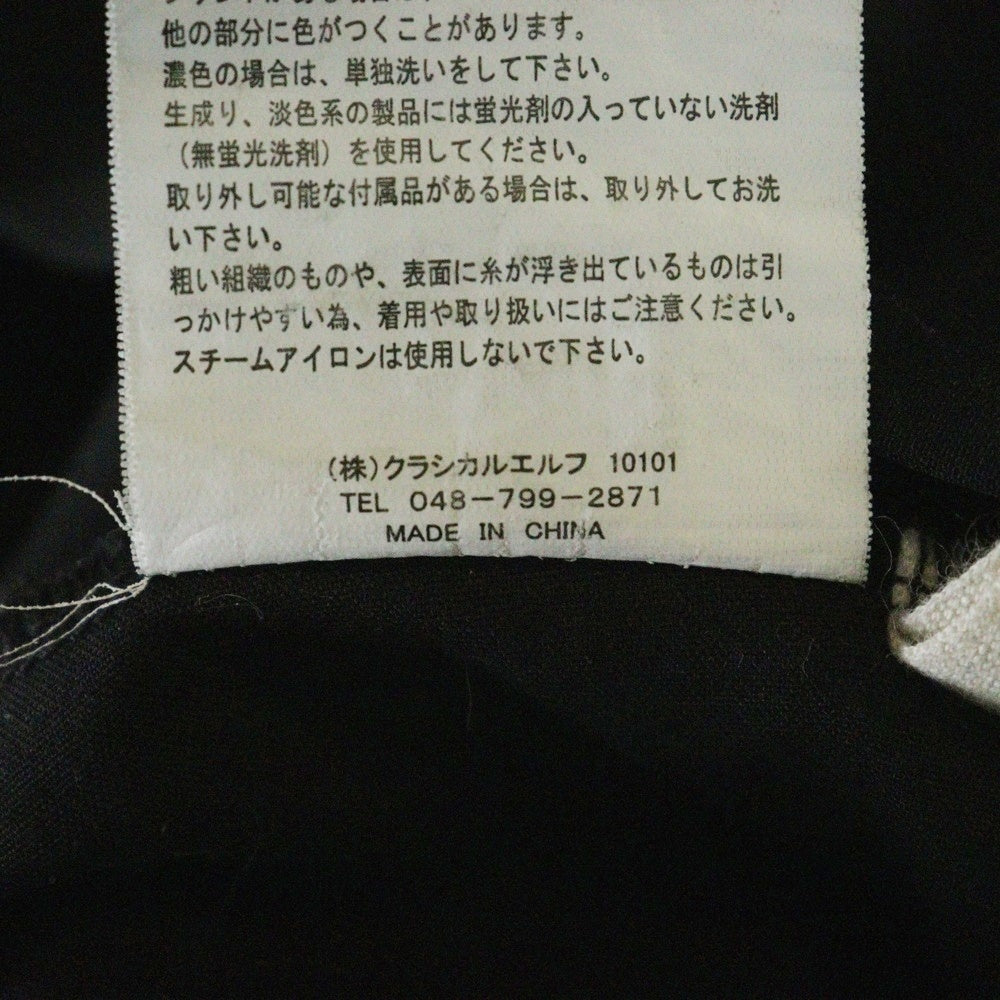 他の部分に色がつくことがあります。
濃色の場合は、単独洗いをして下さい。
生成り、淡色系の製品には蛍光剤の入っていない洗剤
（無蛍光洗剤）を使用してください。
取り外し可能な付属品がある場合は、取り外してお洗
い下さい。
粗い組織のものや、表面に糸が浮き出ているものは引
っかけやすい為、着用や取り扱いにはご注意ください。
スチームアイロンは使用しないで下さい。
(株)クラシカルエルフ 10101
TEL 048-799-2871
MADE IN CHINA